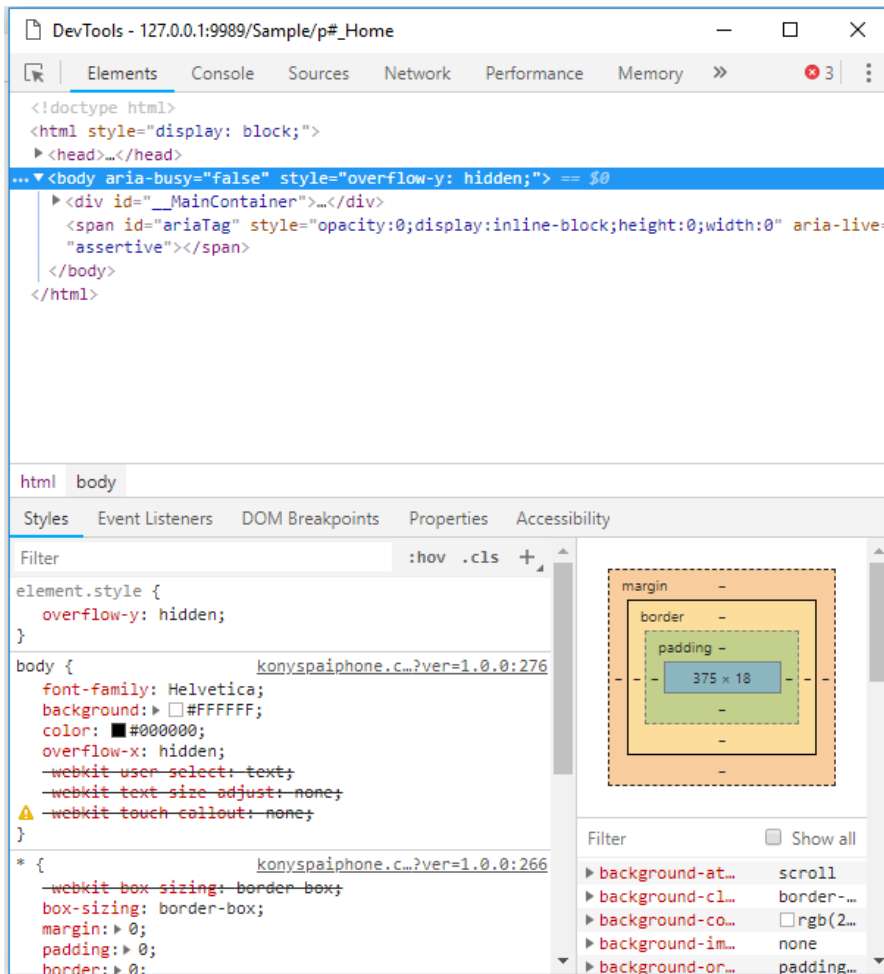 DevTools - 127.0.0.1:9989/Sample/p#_Home
Elements Console Sources Network Performance Memory » 3
<!doctype html>
<html style="display: block;">
<head>…</head>
<body aria-busy="false" style="overflow-y: hidden;"> == $0
<div id="__MainContainer">…</div>
<span id="ariaTag" style="opacity:0;display:inline-block;height:0;width:0" aria-live=
"assertive"></span>
</body>
</html>
html body
Styles Event Listeners DOM Breakpoints Properties Accessibility
Filter :hov .cls +
element.style {
overflow-y: hidden;
}
body { konyspaiphone.c…?ver=1.0.0:276
font-family: Helvetica;
background: #FFFFFF;
color: #000000;
overflow-x: hidden;
-webkit-user-select: text;
-webkit-text-size-adjust: none;
-webkit-touch-callout: none;
}
* { konyspaiphone.c…?ver=1.0.0:266
-webkit-box-sizing: border-box;
box-sizing: border-box;
margin: 0;
padding: 0;
border: 0;
margin –
border –
padding –
– – – 375 × 18 – – –
–
–
–
Filter Show all
background-at… scroll
background-cl… border-…
background-co… rgb(2…
background-im… none
background-or… padding…